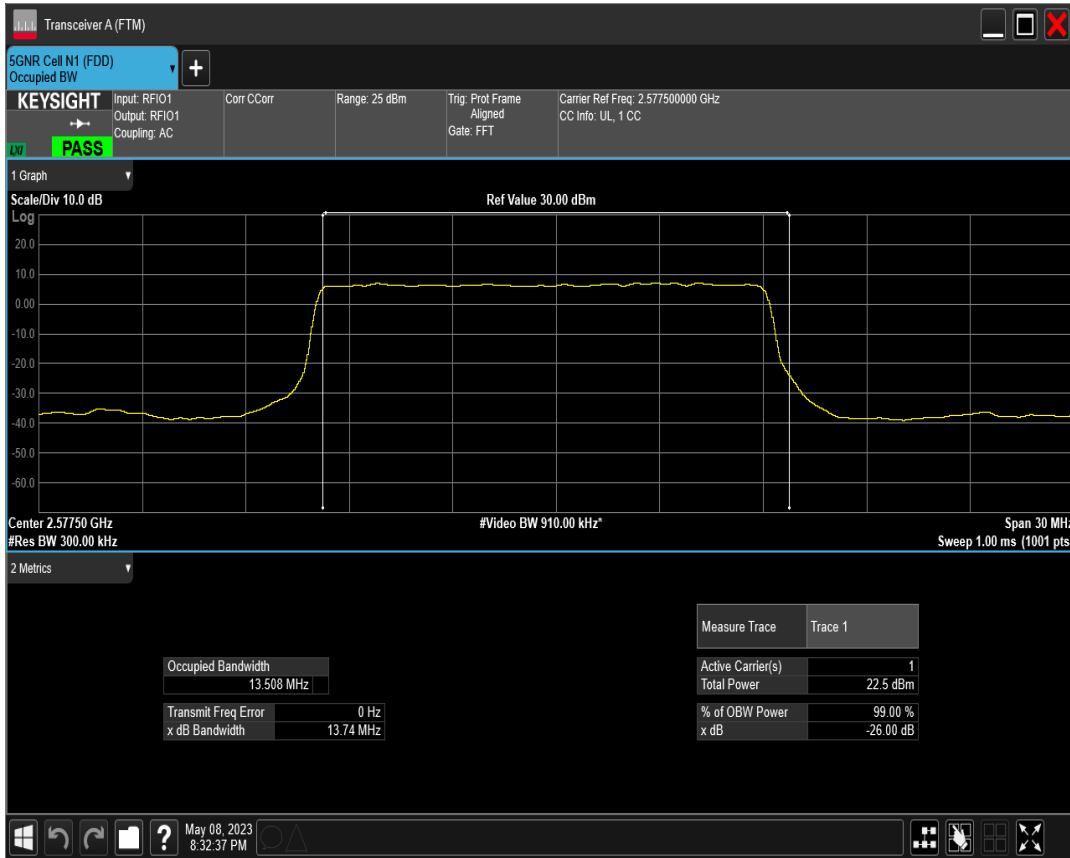 Transceiver A (FTM)
5GNR Cell N1 (FDD)
Occupied BW
+
KEYSIGHT
LXI
PASS
Input: RFIO1
Output: RFIO1
Coupling: AC
Corr CCorr
Range: 25 dBm
Trig: Prot Frame
Aligned
Gate: FFT
Carrier Ref Freq: 2.577500000 GHz
CC Info: UL, 1 CC
1 Graph
Scale/Div 10.0 dB
Ref Value 30.00 dBm
Log
20.0
10.0
0.00
-10.0
-20.0
-30.0
-40.0
-50.0
-60.0
Center 2.57750 GHz
#Video BW 910.00 kHz*
Span 30 MHz
#Res BW 300.00 kHz
Sweep 1.00 ms (1001 pts
2 Metrics
Measure Trace Trace 1
Occupied Bandwidth
13.508 MHz
Active Carrier(s) 1
Total Power 22.5 dBm
Transmit Freq Error 0 Hz
x dB Bandwidth 13.74 MHz
% of OBW Power 99.00 %
x dB -26.00 dB
?
May 08, 2023
8:32:37 PM